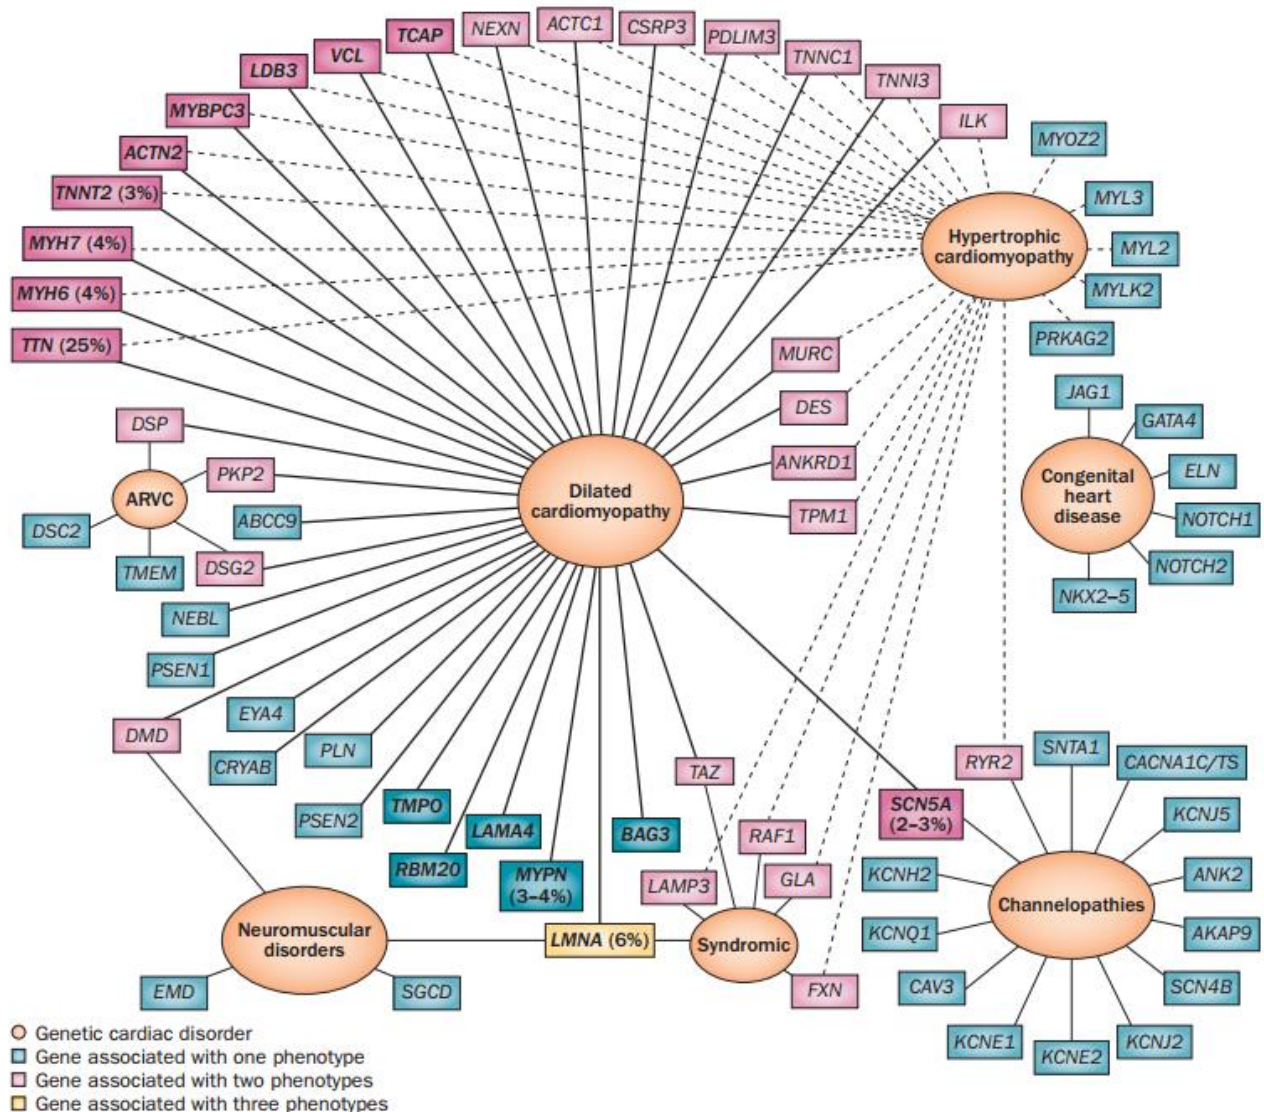 ACTC1
CSRP3
NEXN
TCAP
PDLIM3
VCL
TNNC1
LDB3
TNNI3
MYBPC3
ILK
MYOZ2
ACTN2
TNNT2 (3%)
MYL3
MYH7 (4%)
Hypertrophic
cardiomyopathy
MYL2
MYH6 (4%)
MYLK2
TTN (25%)
PRKAG2
MURC
JAG1
DES
DSP
GATA4
ANKRD1
PKP2
ELN
ARVC
Dilated
cardiomyopathy
Congenital
heart
disease
TPM1
NOTCH1
ABCC9
DSC2
DSG2
TMEM
NOTCH2
NKX2–5
NEBL
PSEN1
EYA4
DMD
PLN
CRYAB
TAZ
RYR2
SNTA1
CACNA1C/TS
TMPO
PSEN2
SCN5A
(2–3%)
KCNJ5
LAMA4
BAG3
RAF1
RBM20
MYPN
(3–4%)
LAMP3
GLA
KCNH2
ANK2
Channelopathies
Neuromuscular
disorders
LMNA (6%)
Syndromic
KCNQ1
AKAP9
EMD
SGCD
FXN
CAV3
SCN4B
KCNE1
KCNE2
KCNJ2
Genetic cardiac disorder
Gene associated with one phenotype
Gene associated with two phenotypes
Gene associated with three phenotypes